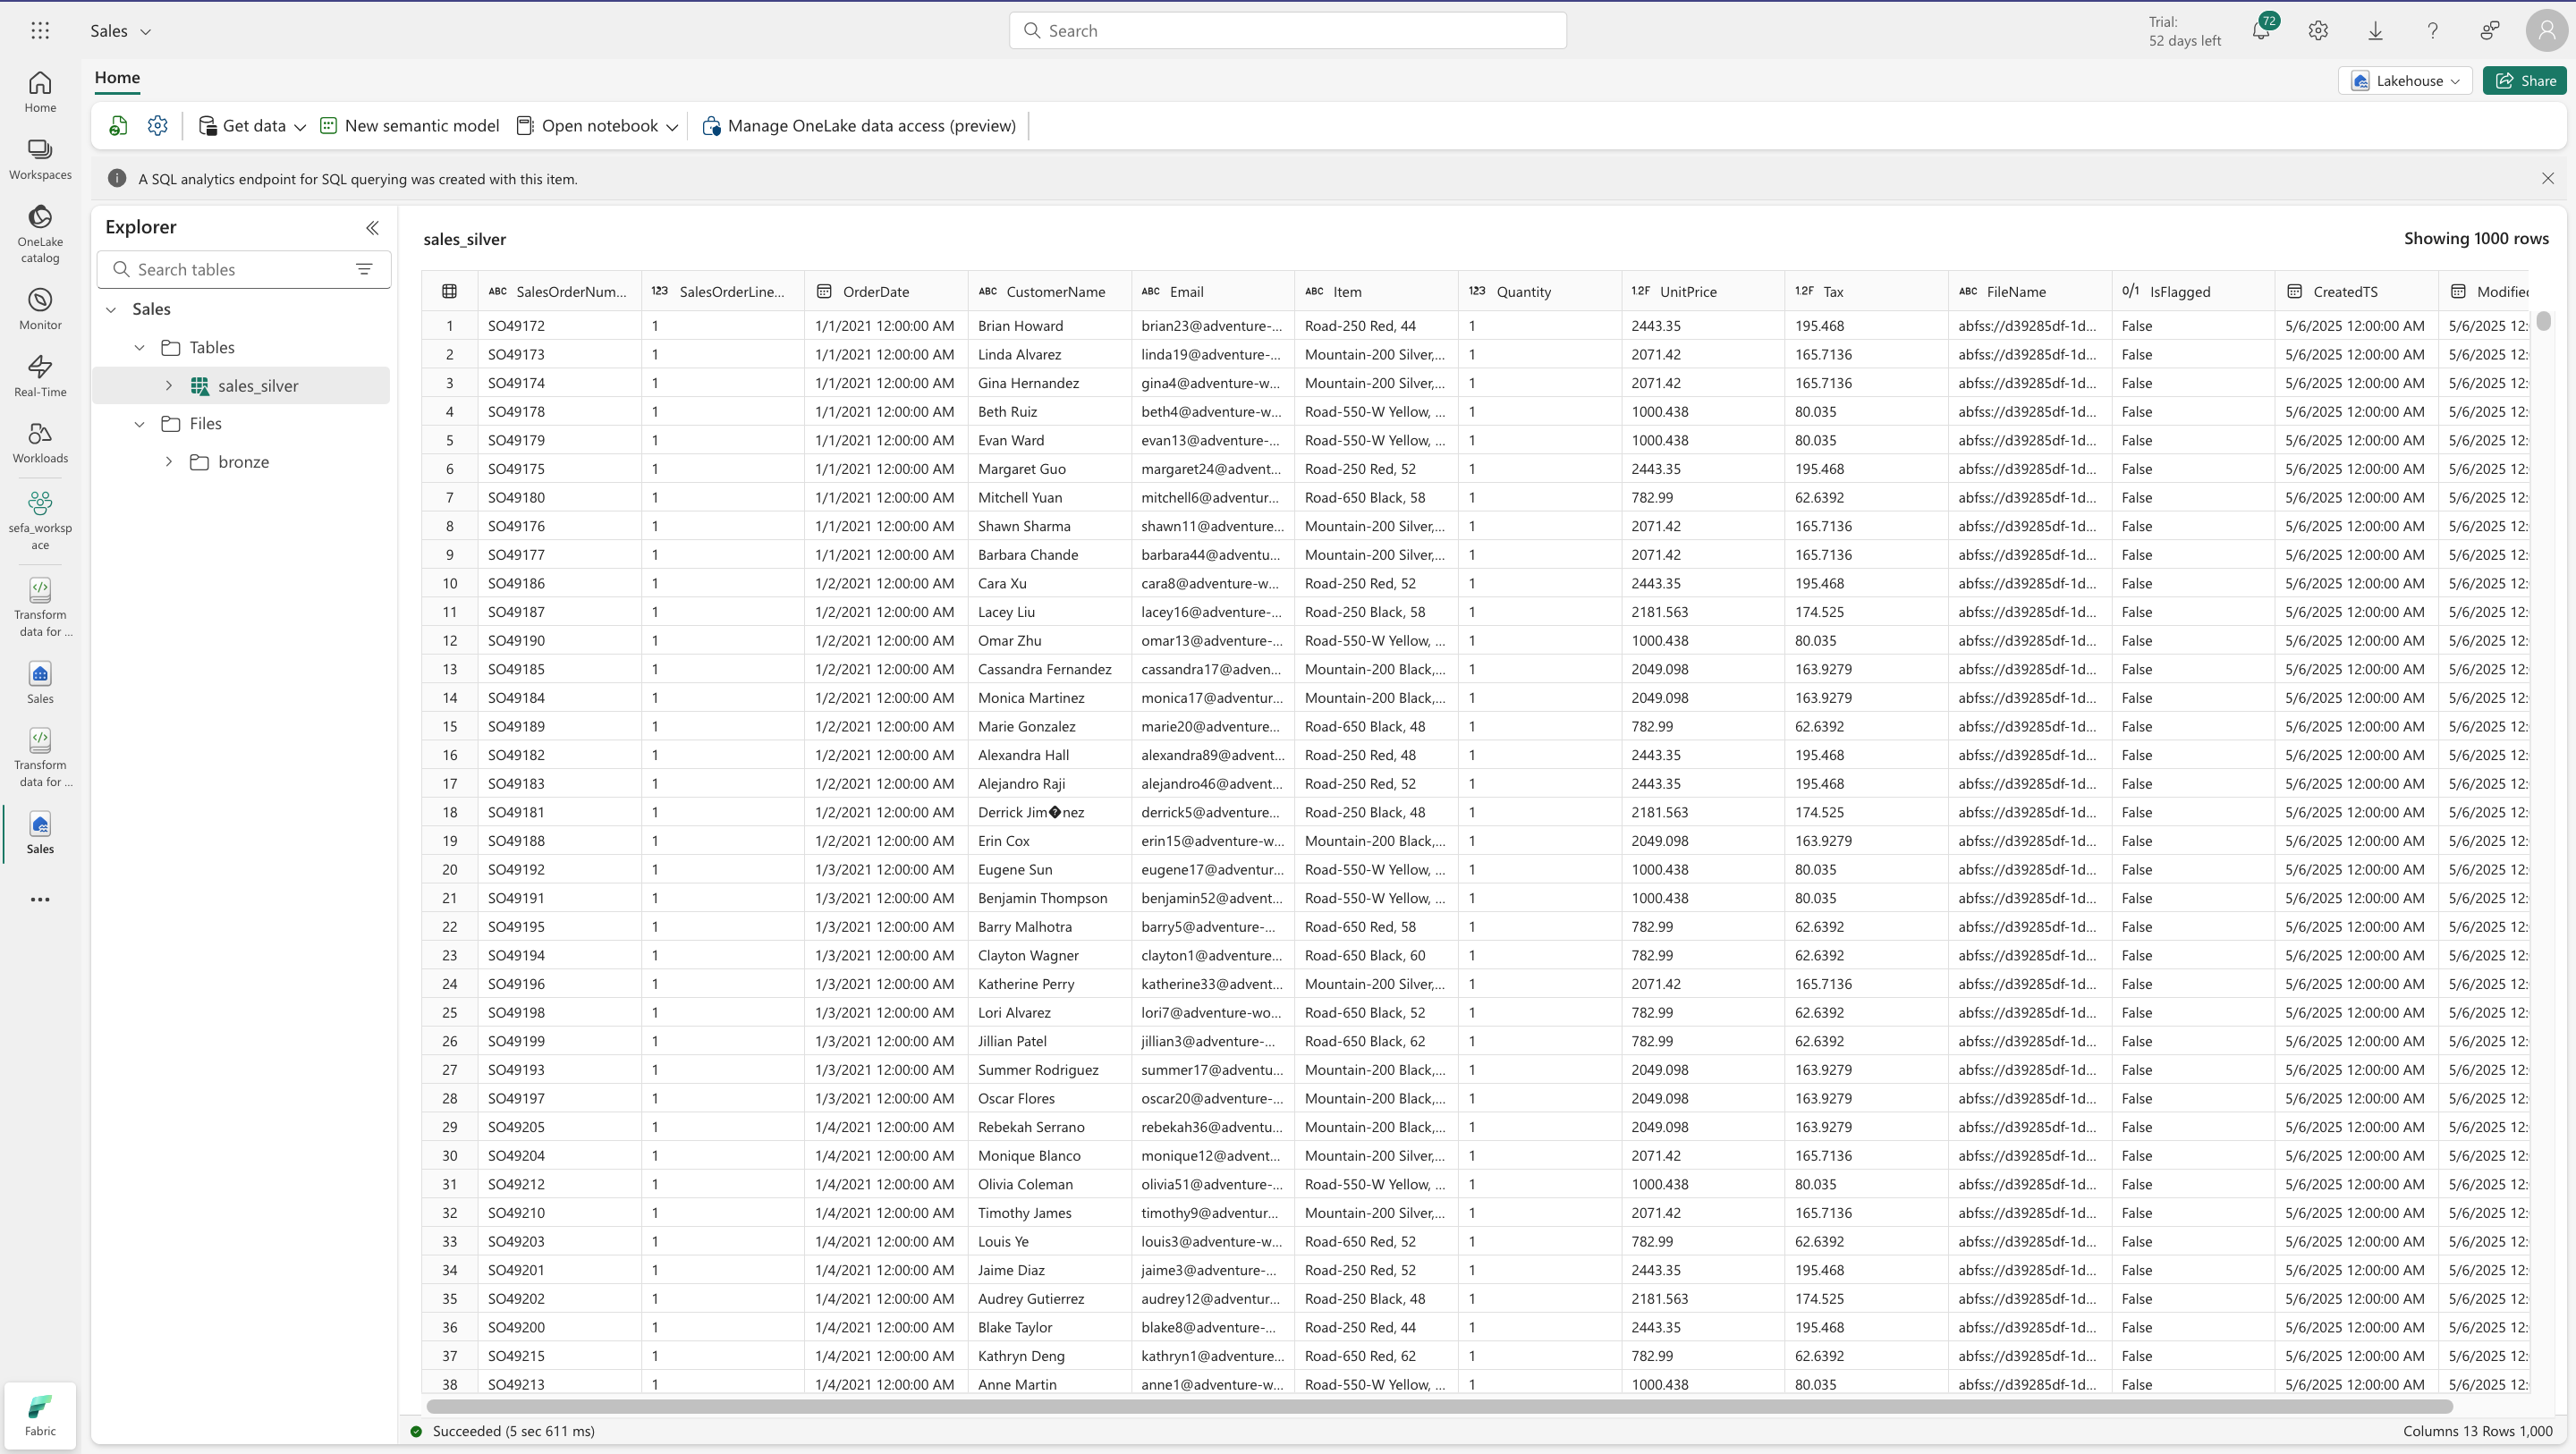 Sales
Search
Trial:
52 days left
72
Home
Lakehouse
Share
Get data
New semantic model
Open notebook
Manage OneLake data access (preview)
A SQL analytics endpoint for SQL querying was created with this item.
Home
Workspaces
OneLake
catalog
Monitor
Real-Time
Workloads
sefa_worksp
ace
Transform
data for ...
Sales
Transform
data for ...
Sales
Fabric
Explorer
Search tables
Sales
Tables
sales_silver
Files
bronze
sales_silver
Showing 1000 rows
ABC SalesOrderNum... 123 SalesOrderLine... OrderDate ABC CustomerName ABC Email ABC Item 123 Quantity 1.2F UnitPrice 1.2F Tax ABC FileName 0/1 IsFlagged CreatedTS Modified
1 SO49172 1 1/1/2021 12:00:00 AM Brian Howard brian23@adventure-... Road-250 Red, 44 1 2443.35 195.468 abfss://d39285df-1d... False 5/6/2025 12:00:00 AM 5/6/2025 12:
2 SO49173 1 1/1/2021 12:00:00 AM Linda Alvarez linda19@adventure-... Mountain-200 Silver,... 1 2071.42 165.7136 abfss://d39285df-1d... False 5/6/2025 12:00:00 AM 5/6/2025 12:
3 SO49174 1 1/1/2021 12:00:00 AM Gina Hernandez gina4@adventure-w... Mountain-200 Silver,... 1 2071.42 165.7136 abfss://d39285df-1d... False 5/6/2025 12:00:00 AM 5/6/2025 12:
4 SO49178 1 1/1/2021 12:00:00 AM Beth Ruiz beth4@adventure-w... Road-550-W Yellow, ... 1 1000.438 80.035 abfss://d39285df-1d... False 5/6/2025 12:00:00 AM 5/6/2025 12:
5 SO49179 1 1/1/2021 12:00:00 AM Evan Ward evan13@adventure-... Road-550-W Yellow, ... 1 1000.438 80.035 abfss://d39285df-1d... False 5/6/2025 12:00:00 AM 5/6/2025 12:
6 SO49175 1 1/1/2021 12:00:00 AM Margaret Guo margaret24@advent... Road-250 Red, 52 1 2443.35 195.468 abfss://d39285df-1d... False 5/6/2025 12:00:00 AM 5/6/2025 12:
7 SO49180 1 1/1/2021 12:00:00 AM Mitchell Yuan mitchell6@adventur... Road-650 Black, 58 1 782.99 62.6392 abfss://d39285df-1d... False 5/6/2025 12:00:00 AM 5/6/2025 12:
8 SO49176 1 1/1/2021 12:00:00 AM Shawn Sharma shawn11@adventure... Mountain-200 Silver,... 1 2071.42 165.7136 abfss://d39285df-1d... False 5/6/2025 12:00:00 AM 5/6/2025 12:
9 SO49177 1 1/1/2021 12:00:00 AM Barbara Chande barbara44@adventu... Mountain-200 Silver,... 1 2071.42 165.7136 abfss://d39285df-1d... False 5/6/2025 12:00:00 AM 5/6/2025 12:
10 SO49186 1 1/2/2021 12:00:00 AM Cara Xu cara8@adventure-w... Road-250 Red, 52 1 2443.35 195.468 abfss://d39285df-1d... False 5/6/2025 12:00:00 AM 5/6/2025 12:
11 SO49187 1 1/2/2021 12:00:00 AM Lacey Liu lacey16@adventure-... Road-250 Black, 58 1 2181.563 174.525 abfss://d39285df-1d... False 5/6/2025 12:00:00 AM 5/6/2025 12:
12 SO49190 1 1/2/2021 12:00:00 AM Omar Zhu omar13@adventure-... Road-550-W Yellow, ... 1 1000.438 80.035 abfss://d39285df-1d... False 5/6/2025 12:00:00 AM 5/6/2025 12:
13 SO49185 1 1/2/2021 12:00:00 AM Cassandra Fernandez cassandra17@adven... Mountain-200 Black,... 1 2049.098 163.9279 abfss://d39285df-1d... False 5/6/2025 12:00:00 AM 5/6/2025 12:
14 SO49184 1 1/2/2021 12:00:00 AM Monica Martinez monica17@adventur... Mountain-200 Black,... 1 2049.098 163.9279 abfss://d39285df-1d... False 5/6/2025 12:00:00 AM 5/6/2025 12:
15 SO49189 1 1/2/2021 12:00:00 AM Marie Gonzalez marie20@adventure... Road-650 Black, 48 1 782.99 62.6392 abfss://d39285df-1d... False 5/6/2025 12:00:00 AM 5/6/2025 12:
16 SO49182 1 1/2/2021 12:00:00 AM Alexandra Hall alexandra89@advent... Road-250 Red, 48 1 2443.35 195.468 abfss://d39285df-1d... False 5/6/2025 12:00:00 AM 5/6/2025 12:
17 SO49183 1 1/2/2021 12:00:00 AM Alejandro Raji alejandro46@advent... Road-250 Red, 52 1 2443.35 195.468 abfss://d39285df-1d... False 5/6/2025 12:00:00 AM 5/6/2025 12:
18 SO49181 1 1/2/2021 12:00:00 AM Derrick Jim�nez derrick5@adventure... Road-250 Black, 48 1 2181.563 174.525 abfss://d39285df-1d... False 5/6/2025 12:00:00 AM 5/6/2025 12:
19 SO49188 1 1/2/2021 12:00:00 AM Erin Cox erin15@adventure-w... Mountain-200 Black,... 1 2049.098 163.9279 abfss://d39285df-1d... False 5/6/2025 12:00:00 AM 5/6/2025 12:
20 SO49192 1 1/3/2021 12:00:00 AM Eugene Sun eugene17@adventur... Road-550-W Yellow, ... 1 1000.438 80.035 abfss://d39285df-1d... False 5/6/2025 12:00:00 AM 5/6/2025 12:
21 SO49191 1 1/3/2021 12:00:00 AM Benjamin Thompson benjamin52@advent... Road-550-W Yellow, ... 1 1000.438 80.035 abfss://d39285df-1d... False 5/6/2025 12:00:00 AM 5/6/2025 12:
22 SO49195 1 1/3/2021 12:00:00 AM Barry Malhotra barry5@adventure-... Road-650 Red, 58 1 782.99 62.6392 abfss://d39285df-1d... False 5/6/2025 12:00:00 AM 5/6/2025 12:
23 SO49194 1 1/3/2021 12:00:00 AM Clayton Wagner clayton1@adventure... Road-650 Black, 60 1 782.99 62.6392 abfss://d39285df-1d... False 5/6/2025 12:00:00 AM 5/6/2025 12:
24 SO49196 1 1/3/2021 12:00:00 AM Katherine Perry katherine33@advent... Mountain-200 Silver,... 1 2071.42 165.7136 abfss://d39285df-1d... False 5/6/2025 12:00:00 AM 5/6/2025 12:
25 SO49198 1 1/3/2021 12:00:00 AM Lori Alvarez lori7@adventure-wo... Road-650 Black, 52 1 782.99 62.6392 abfss://d39285df-1d... False 5/6/2025 12:00:00 AM 5/6/2025 12:
26 SO49199 1 1/3/2021 12:00:00 AM Jillian Patel jillian3@adventure-... Road-650 Black, 62 1 782.99 62.6392 abfss://d39285df-1d... False 5/6/2025 12:00:00 AM 5/6/2025 12:
27 SO49193 1 1/3/2021 12:00:00 AM Summer Rodriguez summer17@adventu... Mountain-200 Black,... 1 2049.098 163.9279 abfss://d39285df-1d... False 5/6/2025 12:00:00 AM 5/6/2025 12:
28 SO49197 1 1/3/2021 12:00:00 AM Oscar Flores oscar20@adventure-... Mountain-200 Black,... 1 2049.098 163.9279 abfss://d39285df-1d... False 5/6/2025 12:00:00 AM 5/6/2025 12:
29 SO49205 1 1/4/2021 12:00:00 AM Rebekah Serrano rebekah36@adventu... Mountain-200 Black,... 1 2049.098 163.9279 abfss://d39285df-1d... False 5/6/2025 12:00:00 AM 5/6/2025 12:
30 SO49204 1 1/4/2021 12:00:00 AM Monique Blanco monique12@advent... Mountain-200 Silver,... 1 2071.42 165.7136 abfss://d39285df-1d... False 5/6/2025 12:00:00 AM 5/6/2025 12:
31 SO49212 1 1/4/2021 12:00:00 AM Olivia Coleman olivia51@adventure-... Road-550-W Yellow, ... 1 1000.438 80.035 abfss://d39285df-1d... False 5/6/2025 12:00:00 AM 5/6/2025 12:
32 SO49210 1 1/4/2021 12:00:00 AM Timothy James timothy9@adventur... Mountain-200 Silver,... 1 2071.42 165.7136 abfss://d39285df-1d... False 5/6/2025 12:00:00 AM 5/6/2025 12:
33 SO49203 1 1/4/2021 12:00:00 AM Louis Ye louis3@adventure-w... Road-650 Red, 52 1 782.99 62.6392 abfss://d39285df-1d... False 5/6/2025 12:00:00 AM 5/6/2025 12:
34 SO49201 1 1/4/2021 12:00:00 AM Jaime Diaz jaime3@adventure-... Road-250 Red, 52 1 2443.35 195.468 abfss://d39285df-1d... False 5/6/2025 12:00:00 AM 5/6/2025 12:
35 SO49202 1 1/4/2021 12:00:00 AM Audrey Gutierrez audrey12@adventur... Road-250 Black, 48 1 2181.563 174.525 abfss://d39285df-1d... False 5/6/2025 12:00:00 AM 5/6/2025 12:
36 SO49200 1 1/4/2021 12:00:00 AM Blake Taylor blake8@adventure-... Road-250 Red, 44 1 2443.35 195.468 abfss://d39285df-1d... False 5/6/2025 12:00:00 AM 5/6/2025 12:
37 SO49215 1 1/4/2021 12:00:00 AM Kathryn Deng kathryn1@adventure... Road-650 Red, 62 1 782.99 62.6392 abfss://d39285df-1d... False 5/6/2025 12:00:00 AM 5/6/2025 12:
38 SO49213 1 1/4/2021 12:00:00 AM Anne Martin anne1@adventure-w... Road-550-W Yellow, ... 1 1000.438 80.035 abfss://d39285df-1d... False 5/6/2025 12:00:00 AM 5/6/2025 12:
Succeeded (5 sec 611 ms)
Columns 13 Rows 1,000